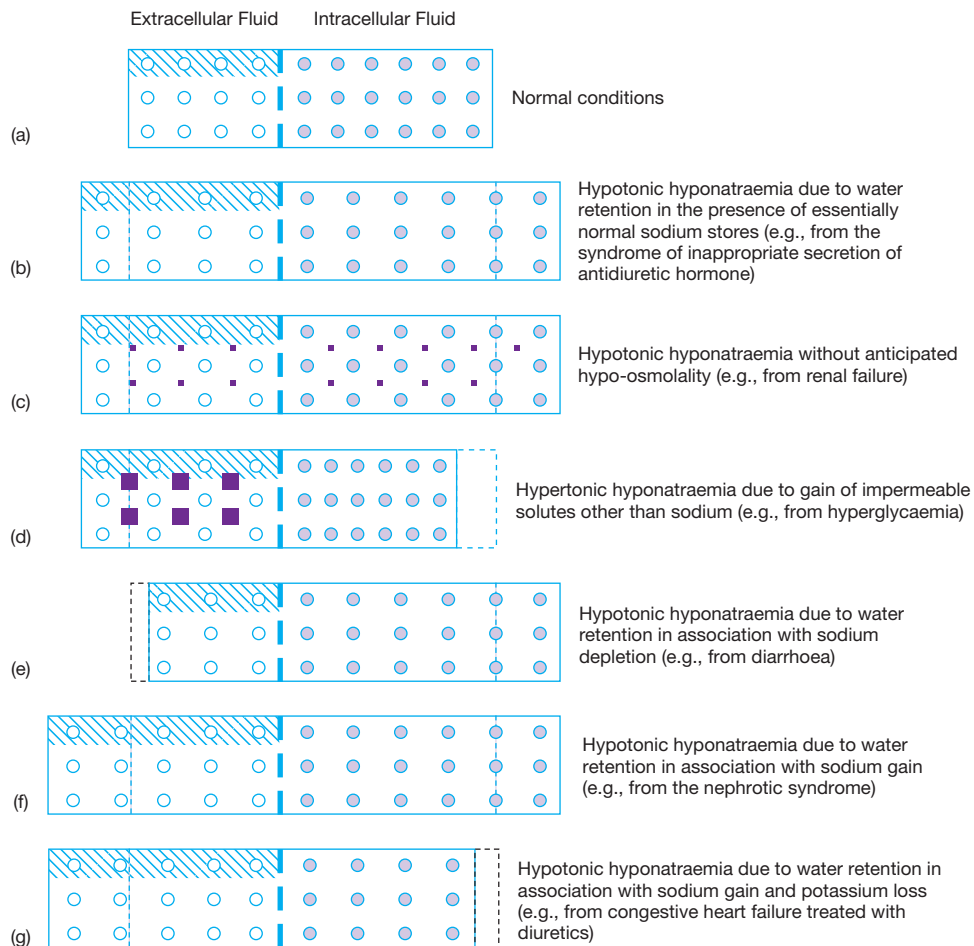 Extracellular Fluid Intracellular Fluid
Normal conditions
(a)
Hypotonic hyponatraemia due to water
retention in the presence of essentially
normal sodium stores (e.g., from the
syndrome of inappropriate secretion of
antidiuretic hormone)
(b)
Hypotonic hyponatraemia without anticipated
hypo-osmolality (e.g., from renal failure)
(c)
Hypertonic hyponatraemia due to gain of impermeable
solutes other than sodium (e.g., from hyperglycaemia)
(d)
Hypotonic hyponatraemia due to water
retention in association with sodium
depletion (e.g., from diarrhoea)
(e)
Hypotonic hyponatraemia due to water
retention in association with sodium gain
(e.g., from the nephrotic syndrome)
(f)
Hypotonic hyponatraemia due to water retention in
association with sodium gain and potassium loss
(e.g., from congestive heart failure treated with
diuretics)
(g)